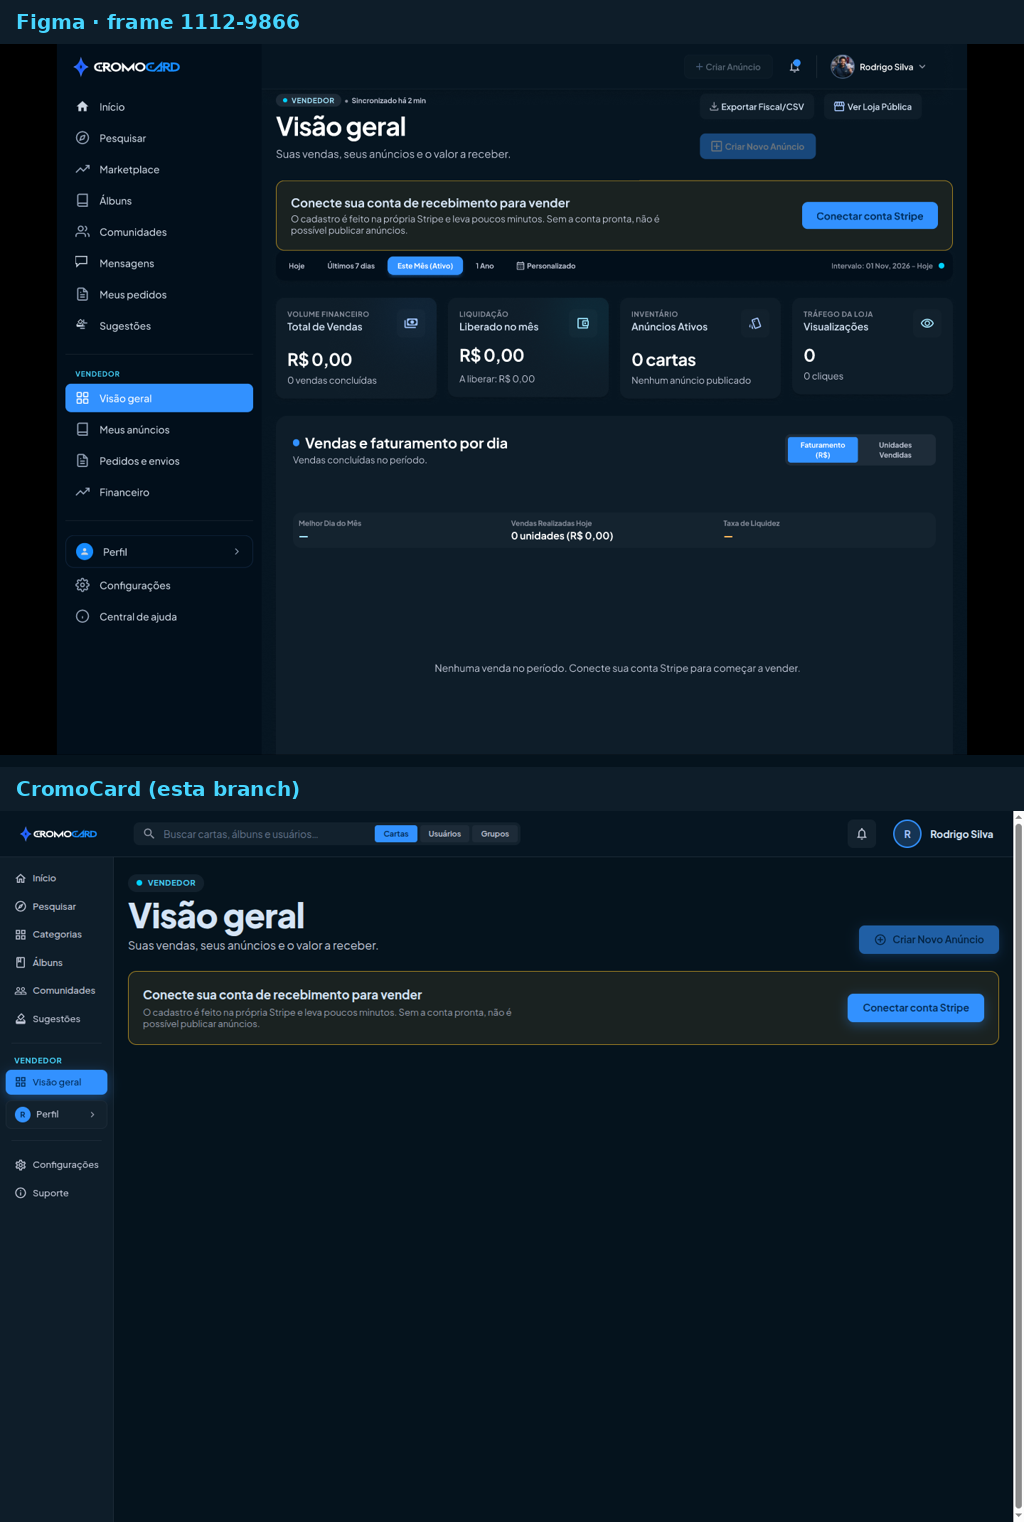 Figma · frame 1112-9866
CROMOCARD
+ Criar Anúncio
Rodrigo Silva
Início
Pesquisar
Marketplace
Álbuns
Comunidades
Mensagens
Meus pedidos
Sugestões
VENDEDOR
Visão geral
Meus anúncios
Pedidos e envios
Financeiro
Perfil
Configurações
Central de ajuda
VENDEDOR
Sincronizado há 2 min
Visão geral
Suas vendas, seus anúncios e o valor a receber.
Exportar Fiscal/CSV
Ver Loja Pública
Criar Novo Anúncio
Conecte sua conta de recebimento para vender
O cadastro é feito na própria Stripe e leva poucos minutos. Sem a conta pronta, não é
possível publicar anúncios.
Conectar conta Stripe
Hoje
Últimos 7 dias
Este Mês (Ativo)
1 Ano
Personalizado
Intervalo: 01 Nov, 2026 - Hoje
VOLUME FINANCEIRO
Total de Vendas
R$ 0,00
0 vendas concluídas
LIQUIDAÇÃO
Liberado no mês
R$ 0,00
A liberar: R$ 0,00
INVENTÁRIO
Anúncios Ativos
0 cartas
Nenhum anúncio publicado
TRÁFEGO DA LOJA
Visualizações
0
0 cliques
Vendas e faturamento por dia
Vendas concluídas no período.
Faturamento
(R$)
Unidades
Vendidas
Melhor Dia do Mês
—
Vendas Realizadas Hoje
0 unidades (R$ 0,00)
Taxa de Liquidez
—
Nenhuma venda no período. Conecte sua conta Stripe para começar a vender.
CromoCard (esta branch)
CROMOCARD
Buscar cartas, álbuns e usuários...
Cartas
Usuários
Grupos
R
Rodrigo Silva
Início
Pesquisar
Categorias
Álbuns
Comunidades
Sugestões
VENDEDOR
Visão geral
R
Perfil
Configurações
Suporte
VENDEDOR
Visão geral
Suas vendas, seus anúncios e o valor a receber.
Criar Novo Anúncio
Conecte sua conta de recebimento para vender
O cadastro é feito na própria Stripe e leva poucos minutos. Sem a conta pronta, não é
possível publicar anúncios.
Conectar conta Stripe